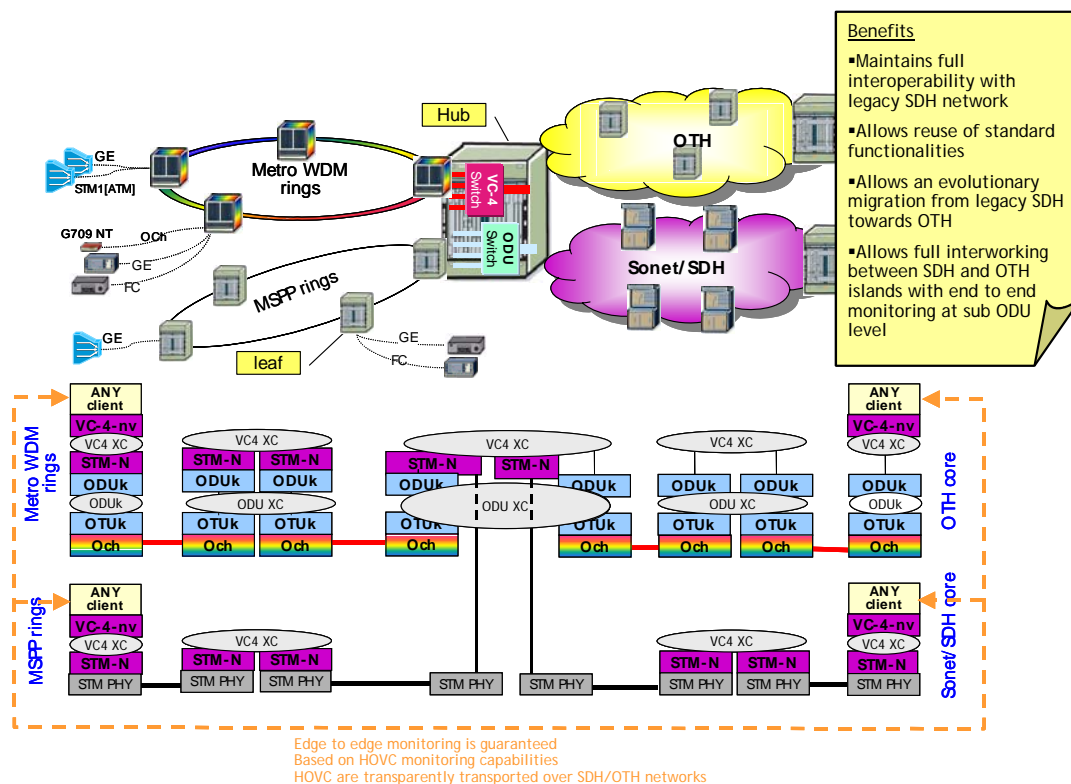 Benefits
▪Maintains full
interoperability with
legacy SDH network
▪Allows reuse of standard
functionalities
▪Allows an evolutionary
migration from legacy SDH
towards OTH
▪Allows full interworking
between SDH and OTH
islands with end to end
monitoring at sub ODU
level
Hub
OTH
GE
STM1[ATM]
Metro WDM
rings
VC-4
Switch
ODU
Switch
G709 NT
OCh
GE
FC
MSPP rings
Sonet/SDH
GE
leaf
GE
FC
Metro WDM
rings
ANY
client
VC-4-nv
VC4 XC
STM-N
ODUk
ODUk
OTUk
Och
VC4 XC
STM-N STM-N
ODUk ODUk
ODU XC
OTUk OTUk
Och Och
VC4 XC
STM-N STM-N
ODUk ODUk
ODU XC
OTUk OTUk
Och Och
VC4 XC
ODUk ODUk
ODU XC
OTUk OTUk
Och Och
ANY
client
VC-4-nv
VC4 XC
ODUk
ODUk
OTUk
Och
OTH core
MSPP rings
ANY
client
VC-4-nv
VC4 XC
STM-N
STM PHY
VC4 XC
STM-N STM-N
STM PHY STM PHY
STM PHY STM PHY
VC4 XC
STM-N STM-N
STM PHY STM PHY
ANY
client
VC-4-nv
VC4 XC
STM-N
STM PHY
Sonet/SDH core
Edge to edge monitoring is guaranteed
Based on HOVC monitoring capabilities
HOVC are transparently transported over SDH/OTH networks